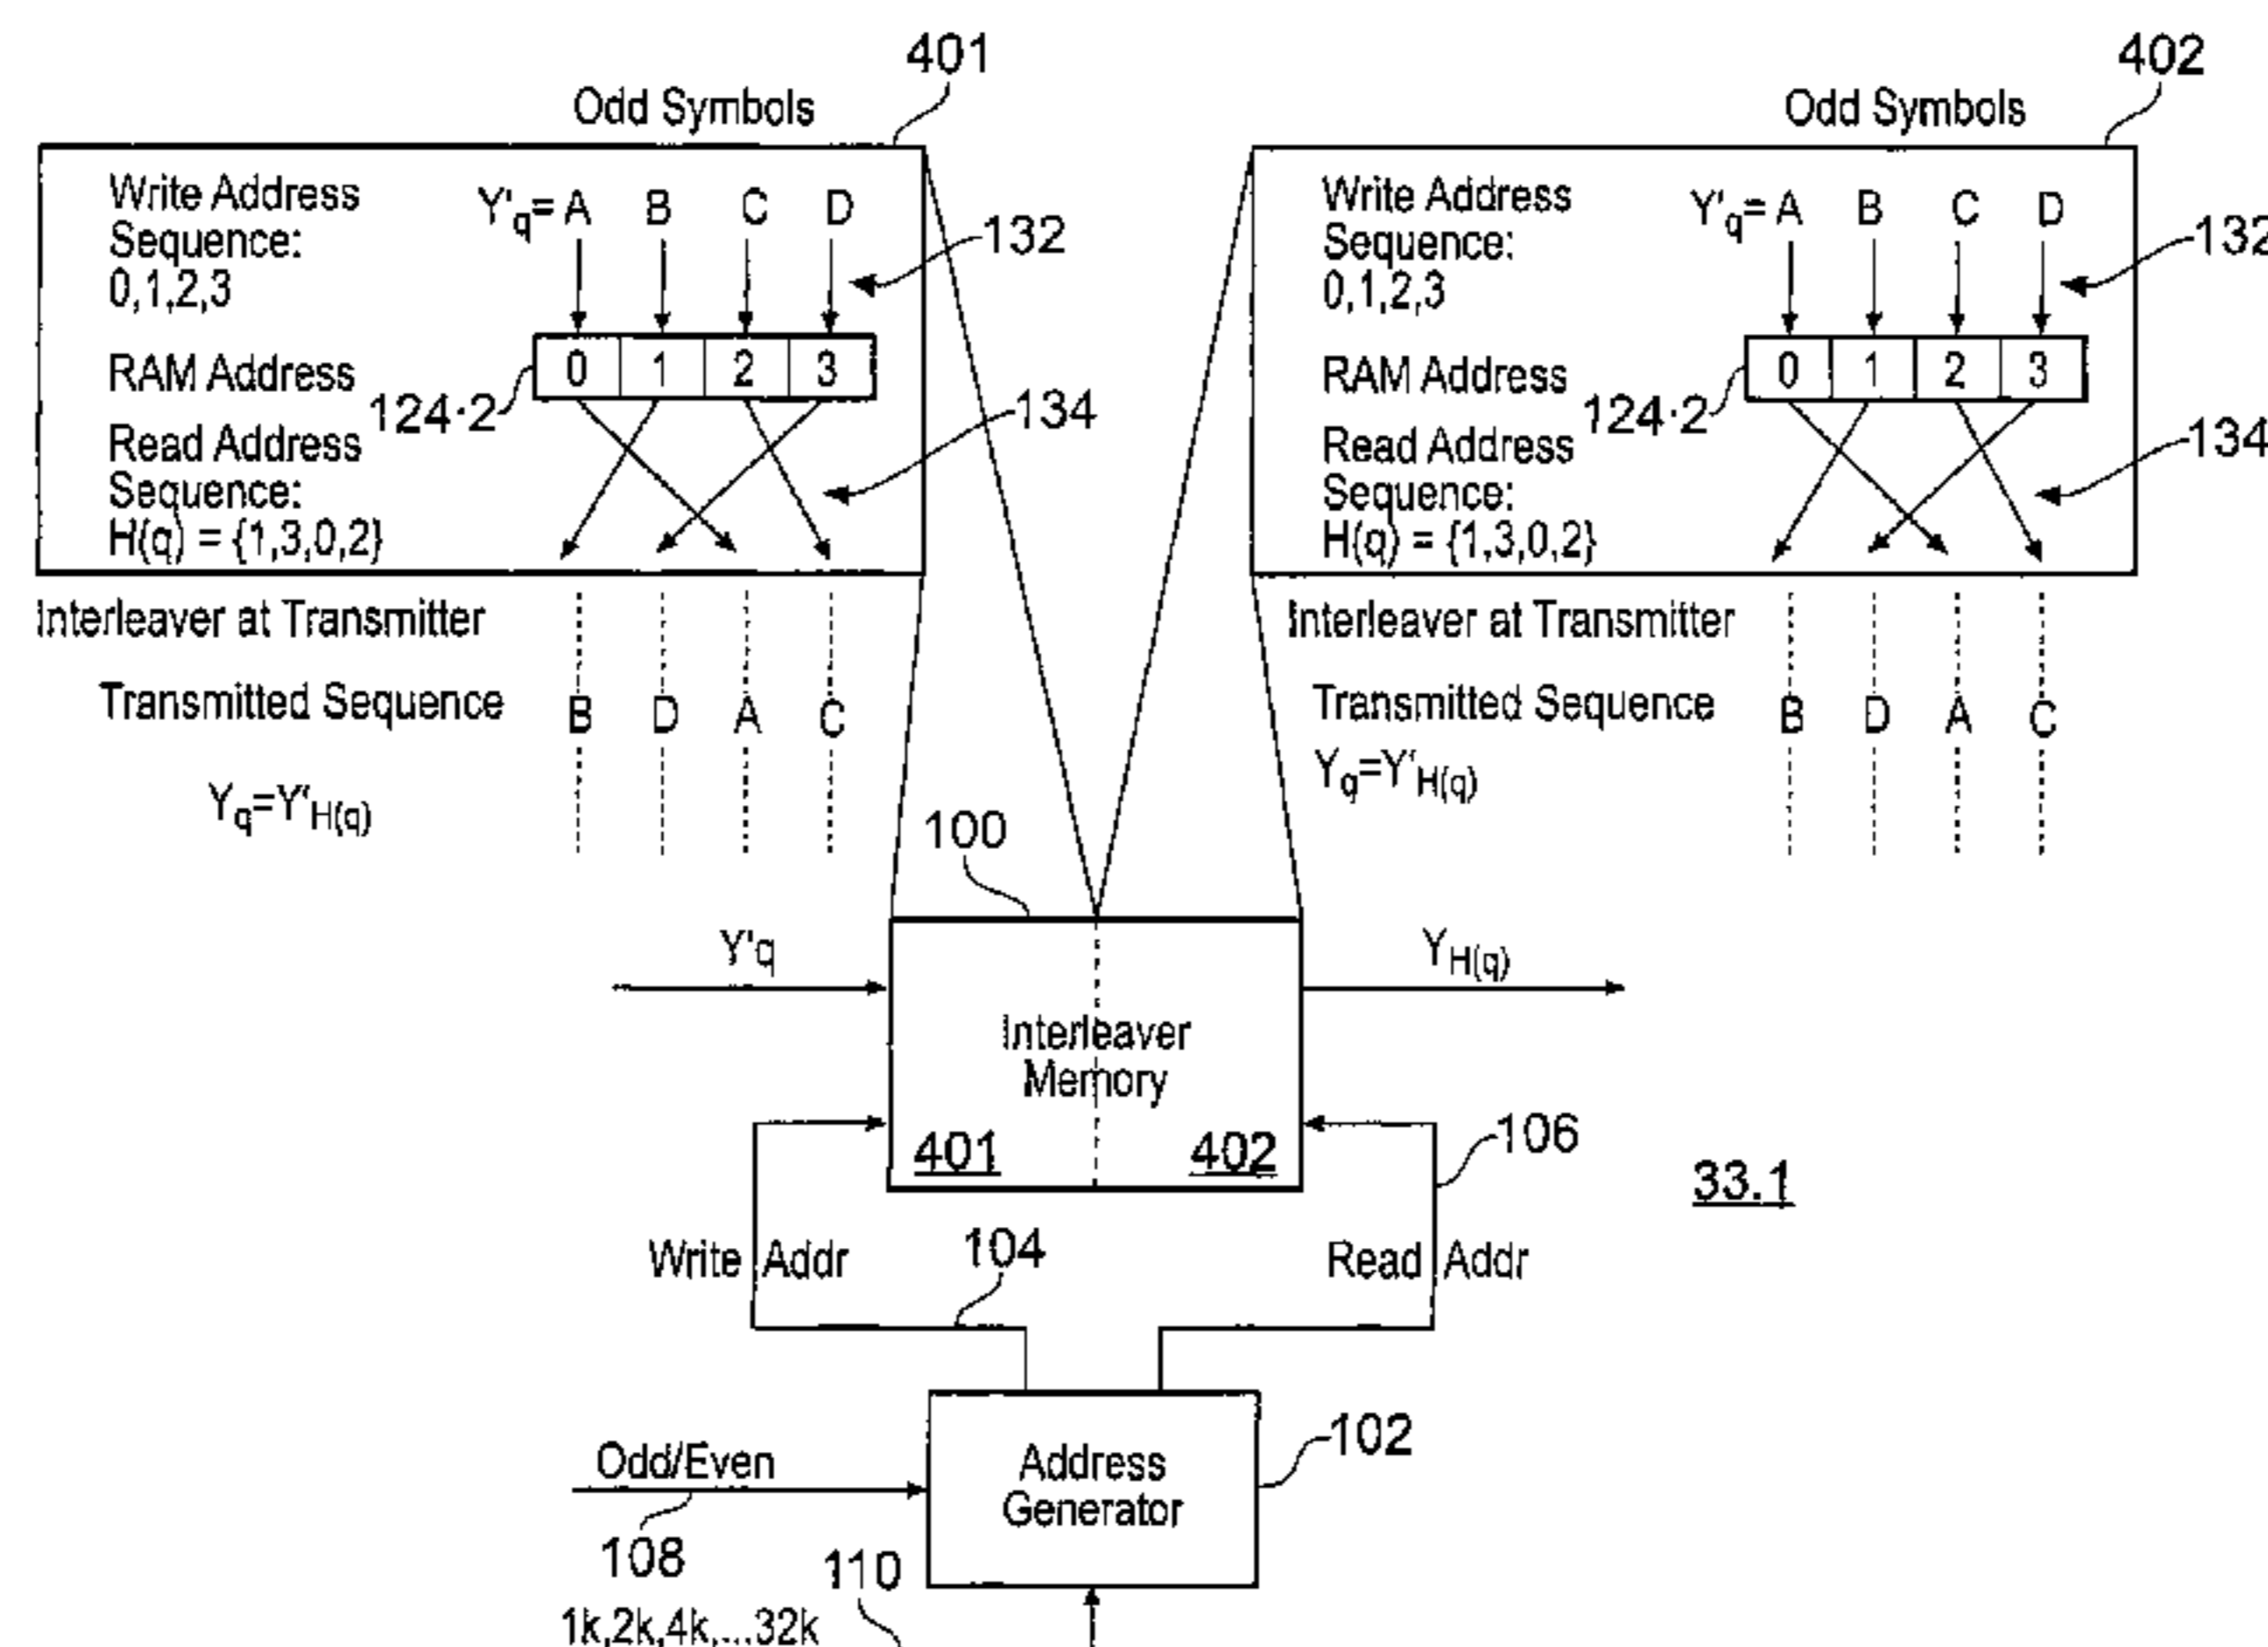 401
Odd Symbols
Write Address
Sequence:
0,1,2,3
Y'q= A B C D
132
RAM Address
0 1 2 3
124·2
134
Read Address
Sequence:
H(q) = {1,3,0,2}
Interleaver at Transmitter
Transmitted Sequence
B D A C
Yq=Y'H(q)
402
Odd Symbols
Write Address
Sequence:
0,1,2,3
Y'q= A B C D
132
RAM Address
0 1 2 3
124·2
134
Read Address
Sequence:
H(q) = {1,3,0,2}
Interleaver at Transmitter
Transmitted Sequence
B D A C
Yq=Y'H(q)
100
Y'q
YH(q)
Interleaver
Memory
401
402
106
33.1
Write Addr
104
Read Addr
Odd/Even
Address
Generator
102
108
110
1k,2k,4k,...32k